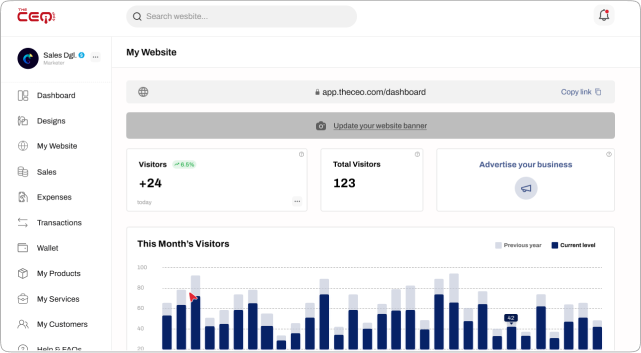 THE
CEO
Search wesbite...
Sales Dgl.
Marketer
...
My Website
Dashboard
Designs
My Website
Sales
Expenses
Transactions
Wallet
My Products
My Services
My Customers
Help & FAQs
app.theceo.com/dashboard
Copy link
Update your website banner
Visitors
6.5%
+24
today
...
Total Visitors
123
Advertise your business
This Month's Visitors
Previous year
Current level
100
80
60
40
20
42